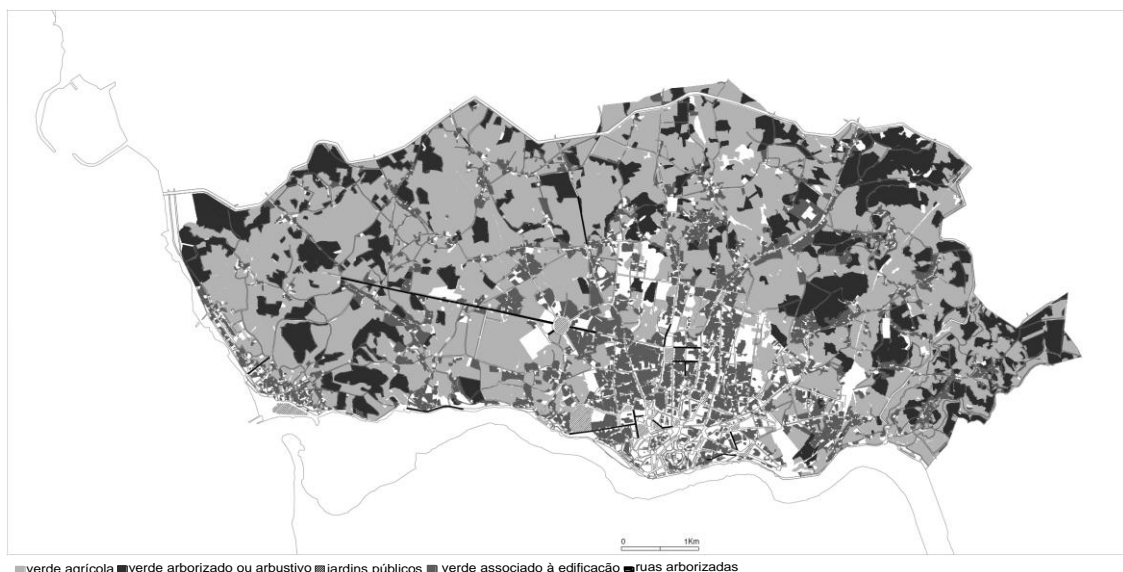 0 1Km
verde agrícola verde arborizado ou arbustivo jardins públicos verde associado à edificação ruas arborizadas